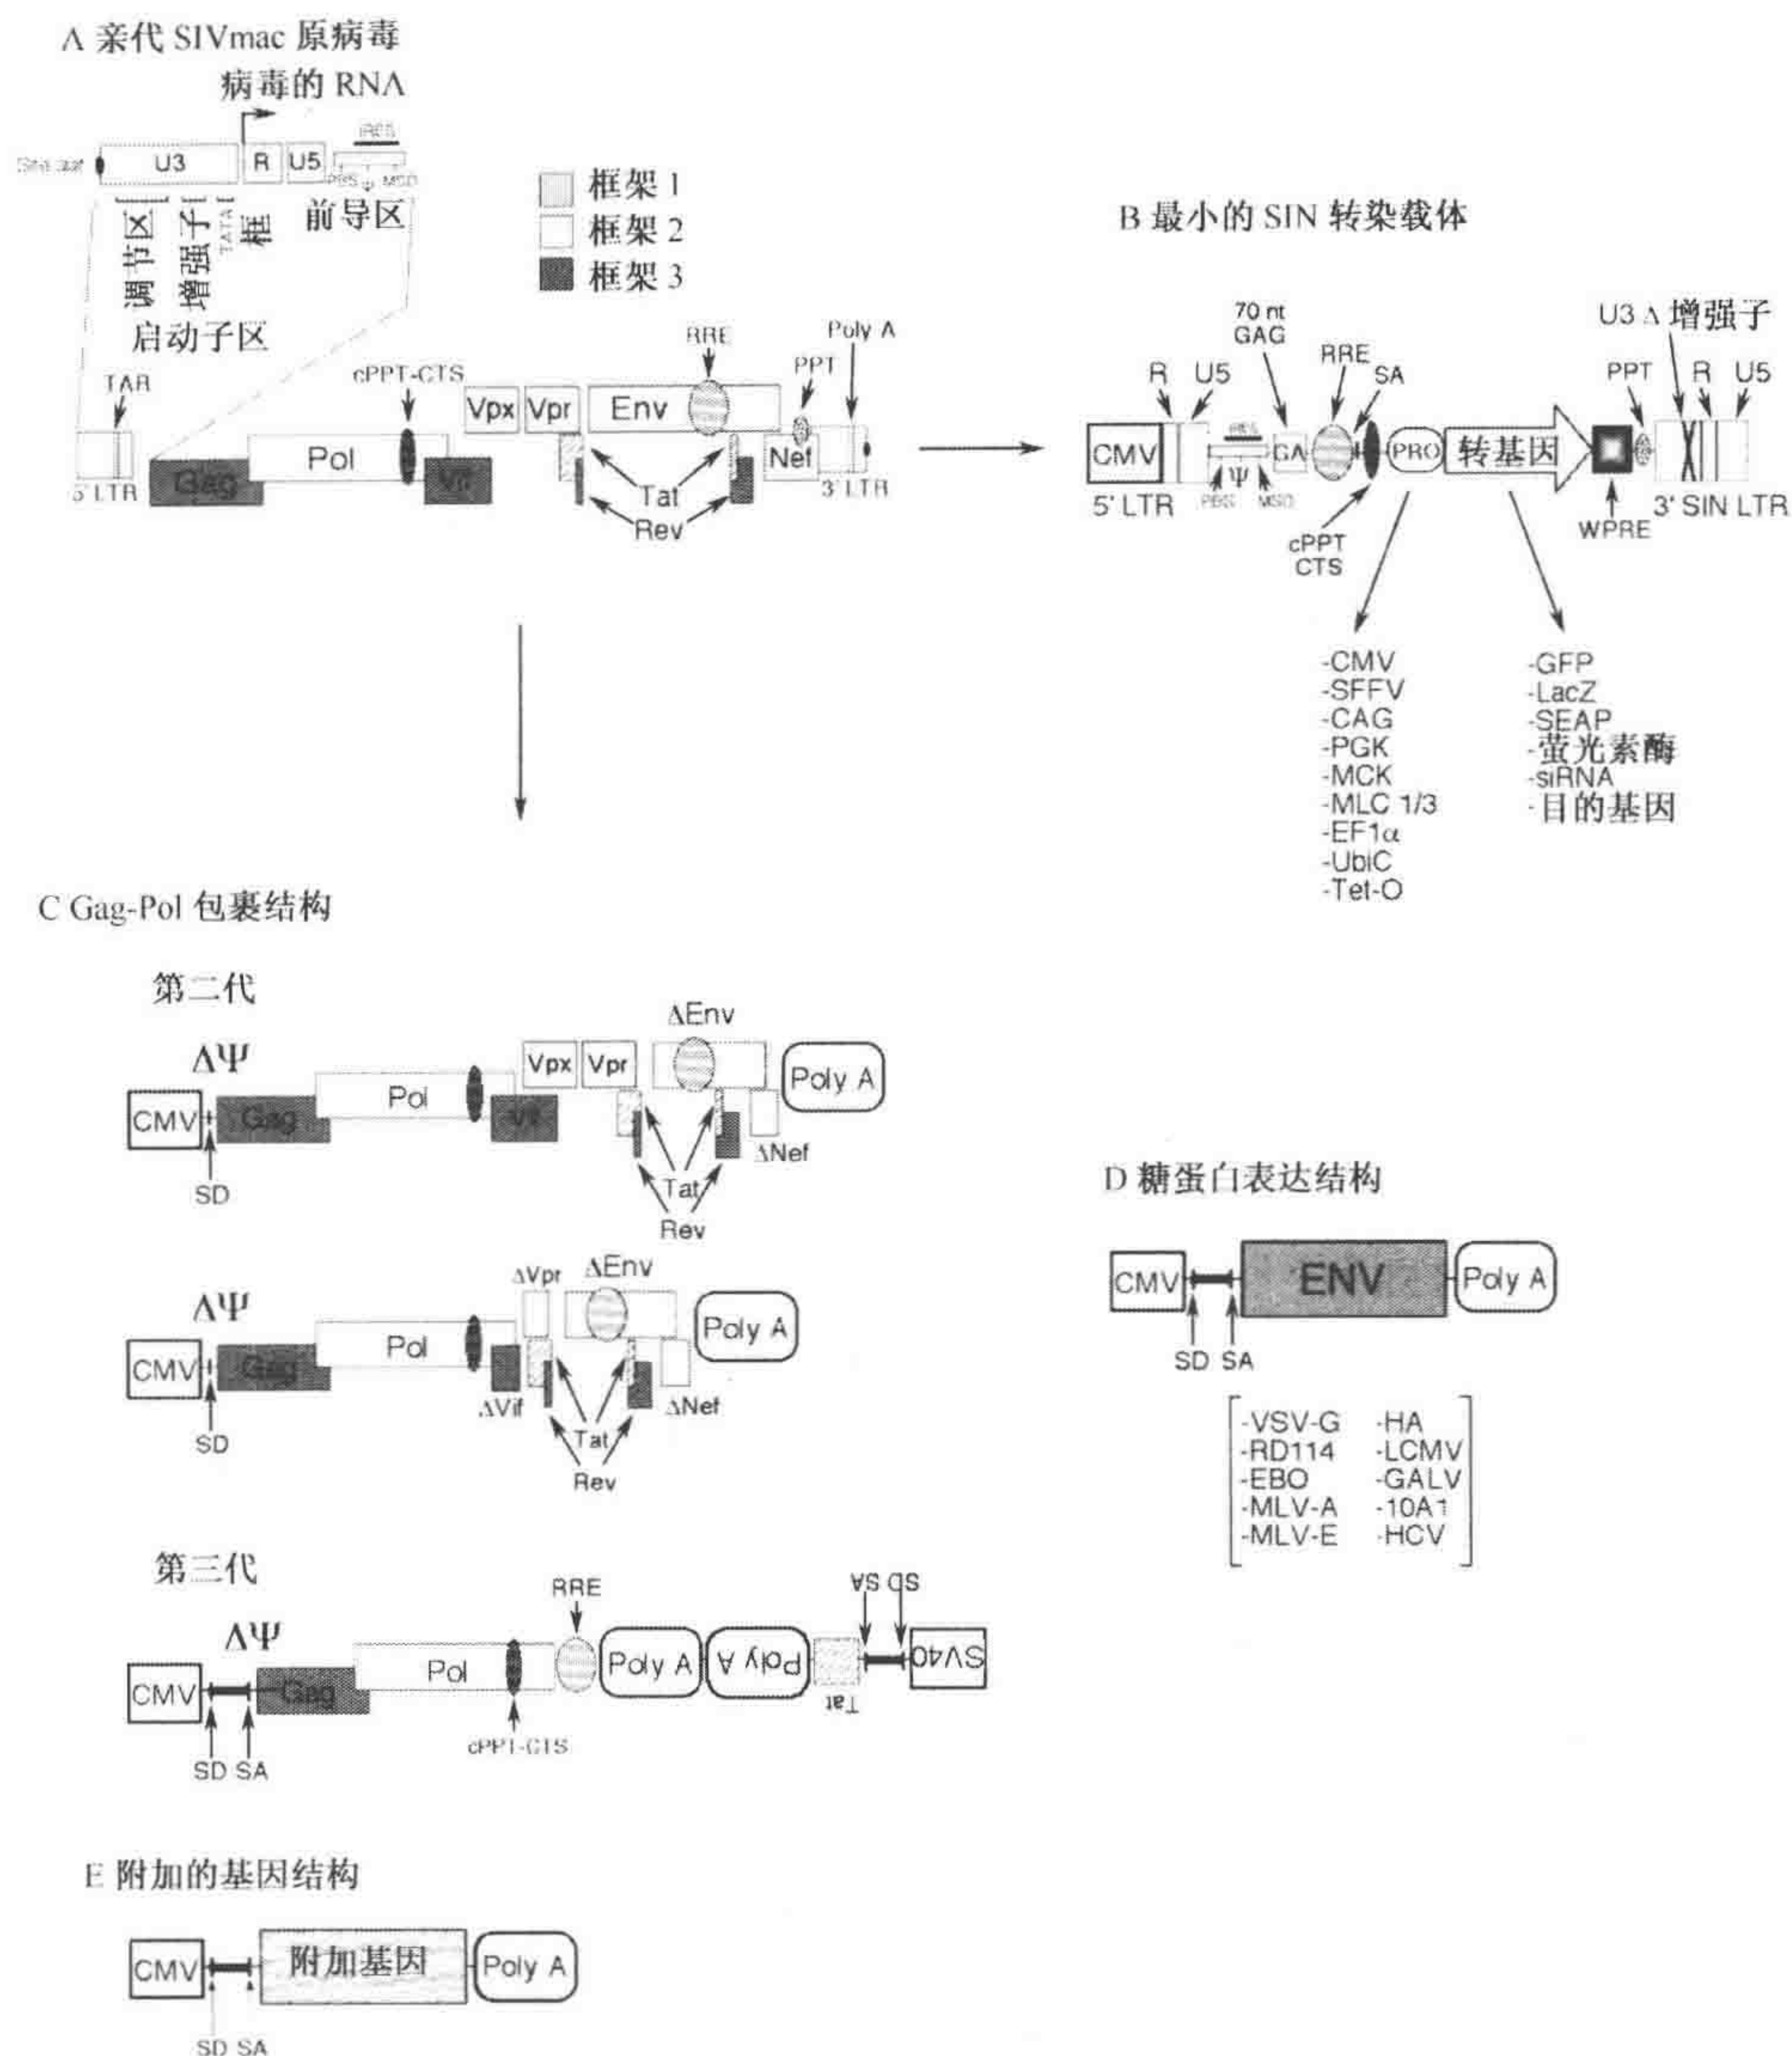 A 亲代 SIVmac 原病毒
病毒的 RNA
IRES
U3 R U5
PBS Ψ MSD
调节区
增强子
TATA
框
前导区
启动子区
框架 1
框架 2
框架 3
TAR
cPPT-CTS
RRE
PPT
Poly A
Vpx Vpr Env
Pol
Gag
Vif
Nef
5' LTR
3' LTR
Tat
Rev
B 最小的 SIN 转染载体
70 nt
GAG
U3 Δ 增强子
R U5
RRE
SA
PPT R U5
IRES
CMV
GA
PRO
转基因
PBS Ψ MSD
5' LTR
cPPT
CTS
WPRE
3' SIN LTR
-CMV
-SFFV
-CAG
-PGK
-MCK
-MLC 1/3
-EF1α
-UbiC
-Tet-O
-GFP
-LacZ
-SEAP
-萤光素酶
-siRNA
-目的基因
C Gag-Pol 包裹结构
第二代
ΔΨ
ΔEnv
Vpx Vpr
Poly A
CMV
Gag
Pol
Vif
ΔNef
SD
Tat
Rev
ΔΨ
ΔVpr
ΔEnv
Poly A
CMV
Gag
Pol
ΔVif
ΔNef
SD
Tat
Rev
第三代
ΔΨ
RRE
SA SD
CMV
Gag
Pol
Poly A
Poly A
Tat
SV40
SD SA
cPPT-CTS
D 糖蛋白表达结构
CMV
ENV
Poly A
SD SA
-VSV-G -HA
-RD114 -LCMV
-EBO -GALV
-MLV-A -10A1
-MLV-E -HCV
E 附加的基因结构
CMV
附加基因
Poly A
SD SA